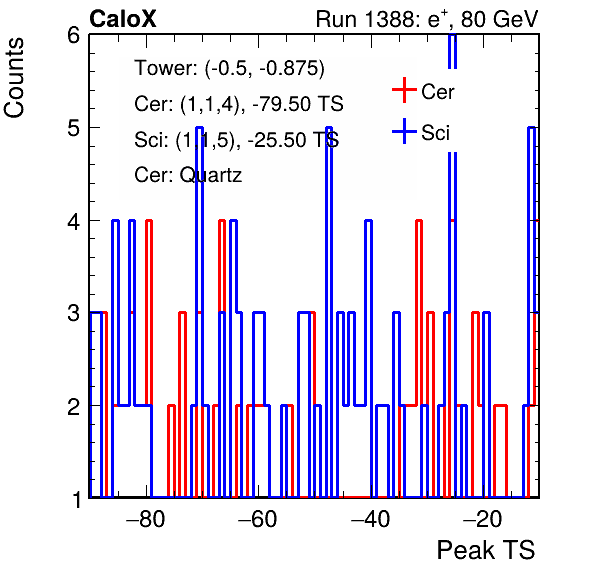 CaloX Run 1388: e⁺, 80 GeV
Counts
6
5
4
3
2
1
Tower: (-0.5, -0.875)
Cer: (1,1,4), -79.50 TS
Sci: (1,1,5), -25.50 TS
Cer: Quartz
Cer
Sci
−80 −60 −40 −20
Peak TS